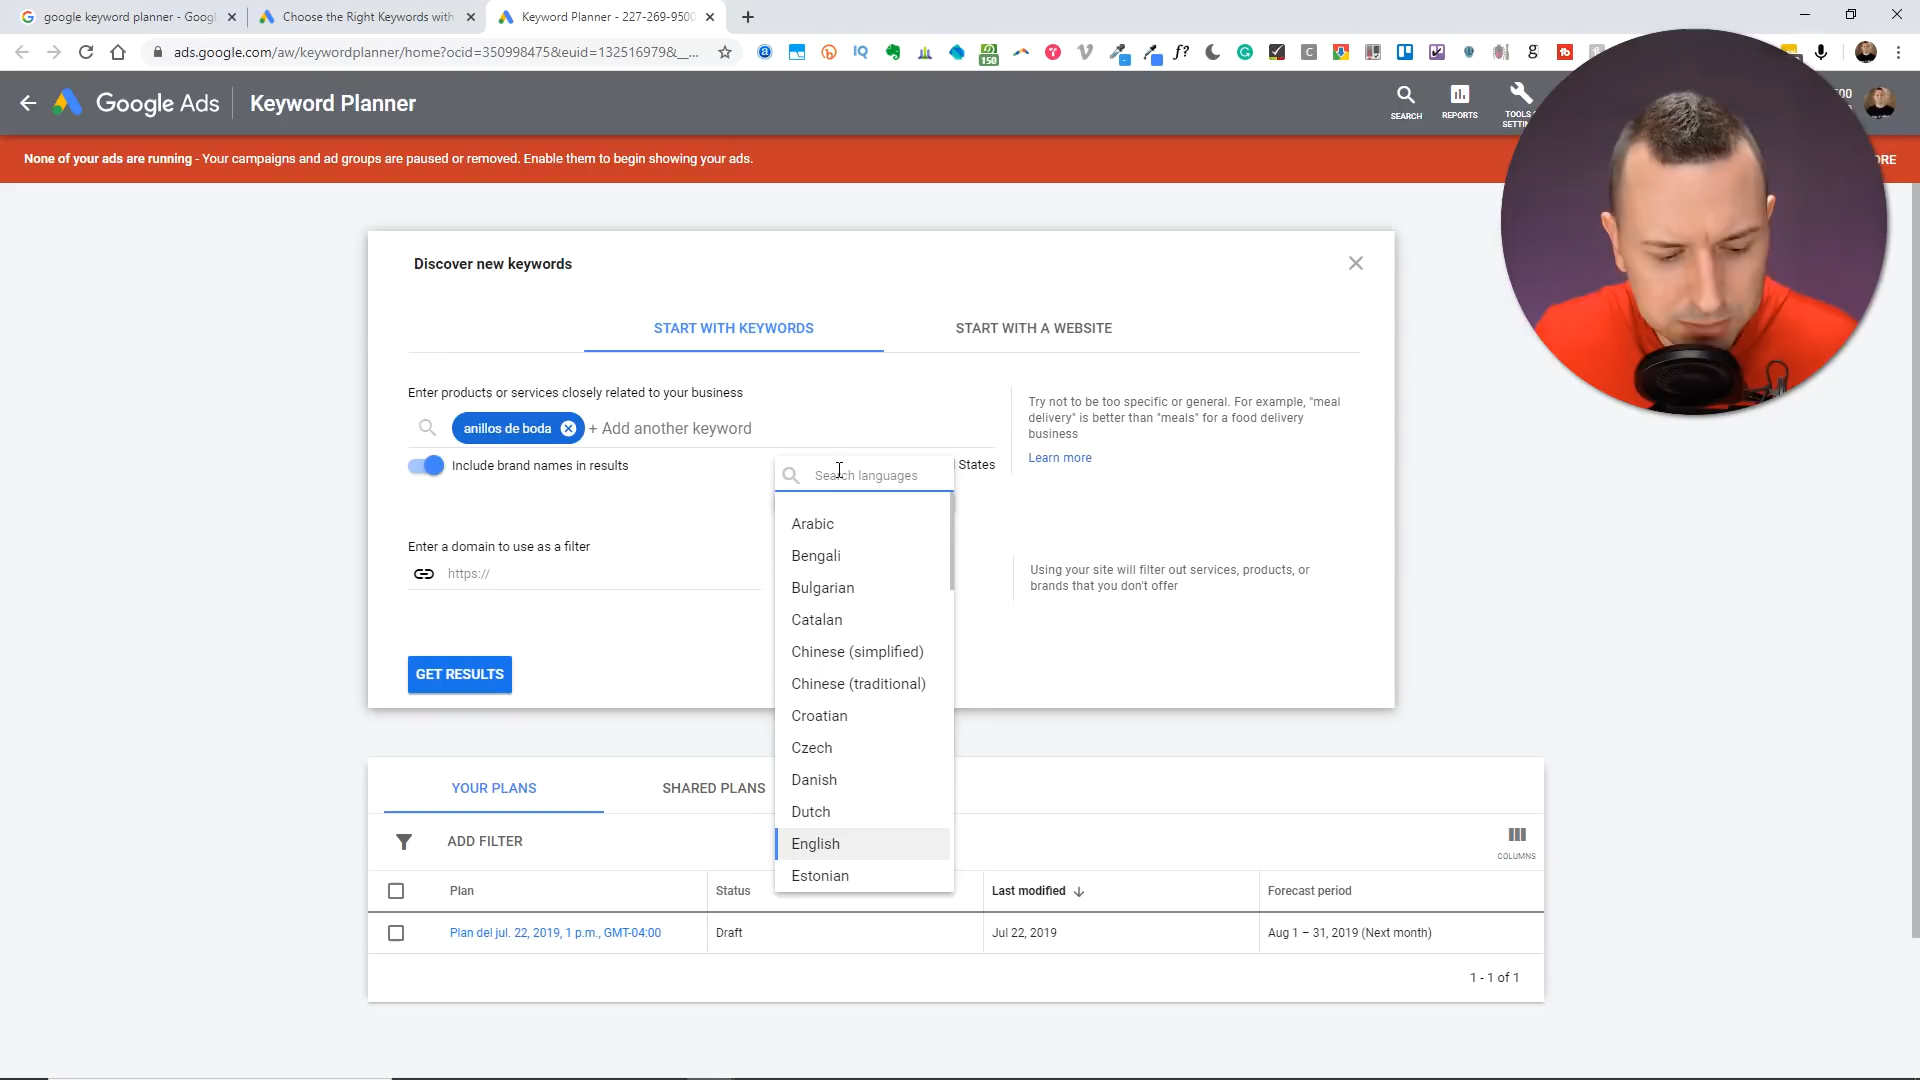 google keyword planner - Googl
Choose the Right Keywords with
Keyword Planner - 227-269-9500
ads.google.com/aw/keywordplanner/home?ocid=350998475&euid=132516979&__...
Google Ads
Keyword Planner
SEARCH
REPORTS
TOOLS
SETTIN
None of your ads are running - Your campaigns and ad groups are paused or removed. Enable them to begin showing your ads.
Discover new keywords
START WITH KEYWORDS
START WITH A WEBSITE
Enter products or services closely related to your business
anillos de boda
+ Add another keyword
Try not to be too specific or general. For example, "meal
delivery" is better than "meals" for a food delivery
business
Learn more
Include brand names in results
Search languages
States
Arabic
Bengali
Bulgarian
Catalan
Chinese (simplified)
Chinese (traditional)
Croatian
Czech
Danish
Dutch
English
Estonian
Enter a domain to use as a filter
https://
Using your site will filter out services, products, or
brands that you don't offer
GET RESULTS
YOUR PLANS
SHARED PLANS
ADD FILTER
COLUMNS
Plan
Status
Last modified
Forecast period
Plan del jul. 22, 2019, 1 p.m., GMT-04:00
Draft
Jul 22, 2019
Aug 1 – 31, 2019 (Next month)
1 - 1 of 1